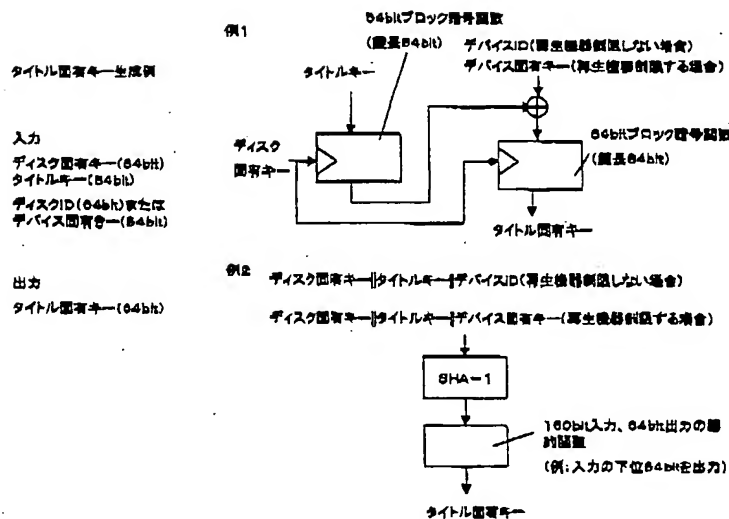 タイトル固有キー生成例
入力
ディスク固有キー(64bit)
タイトルキー(64bit)
ディスクID(64bit)または
デバイス固有キー(64bit)
出力
タイトル固有キー(64bit)
例1
64bitブロック暗号関数
(鍵長64bit)
タイトルキー
デバイスID(再生機器制限しない場合)
デバイス固有キー(再生機器制限する場合)
ディスク
固有キー
64bitブロック暗号関数
(鍵長64bit)
タイトル固有キー
例2
ディスク固有キー||タイトルキー||デバイスID(再生機器制限しない場合)
ディスク固有キー||タイトルキー||デバイス固有キー(再生機器制限する場合)
SHA-1
160bit入力、64bit出力の縮
約関数
(例;入力の下位64bitを出力)
タイトル固有キー